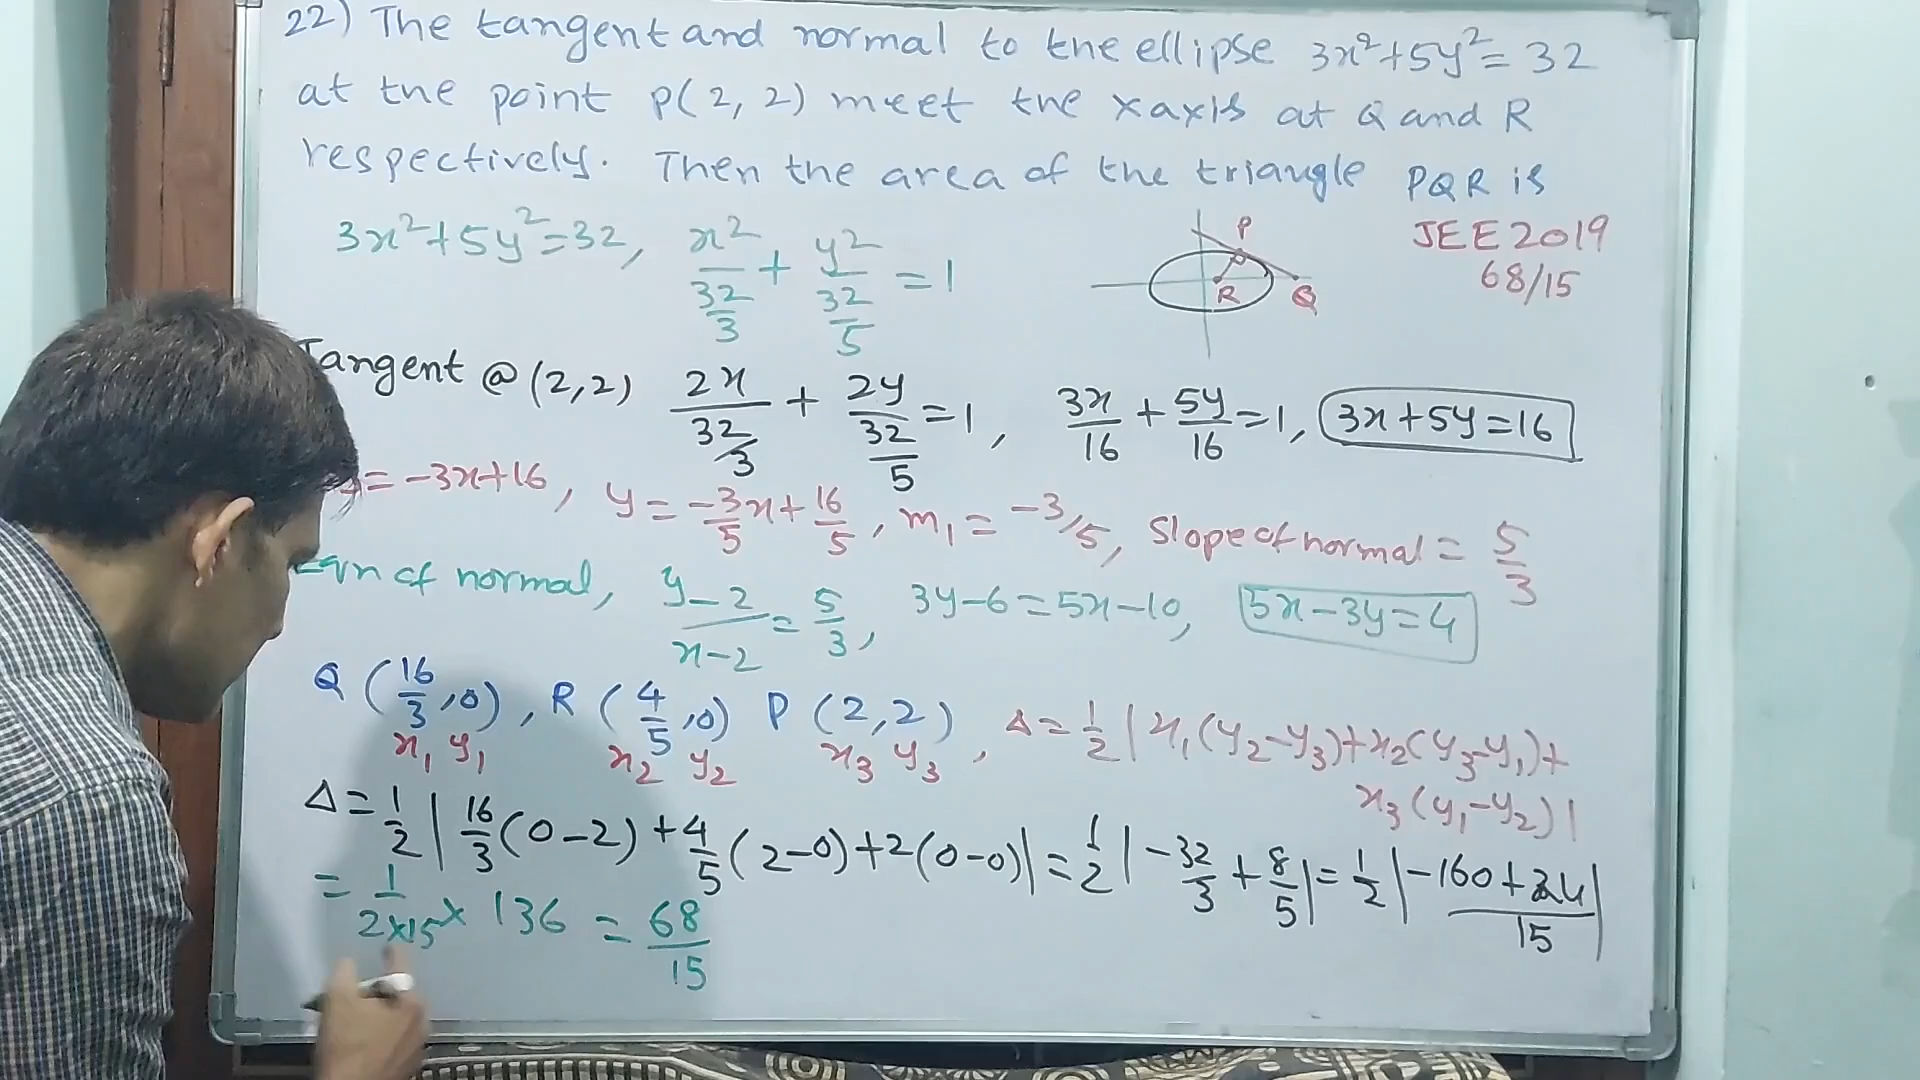 22) The tangent and normal to the ellipse 3x²+5y²=32
at the point P(2,2) meet the x axis at Q and R
respectively. Then the area of the triangle PQR is
3x²+5y²=32, x²/(32/3) + y²/(32/5) = 1
P
R
Q
JEE 2019
68/15
Tangent @ (2,2) 2x/(32/3) + 2y/(32/5) = 1, 3x/16 + 5y/16 = 1, 3x+5y=16
= -3x+16, y = -3/5 x + 16/5, m₁ = -3/5, Slope of normal = 5/3
eqn of normal, (y-2)/(x-2) = 5/3, 3y-6=5x-10, 5x-3y=4
Q (16/3, 0), R (4/5, 0) P (2,2), Δ = 1/2 | x₁(y₂-y₃)+x₂(y₃-y₁)+
x₁ y₁ x₂ y₂ x₃ y₃
x₃(y₁-y₂)|
Δ = 1/2 | 16/3 (0-2) + 4/5 (2-0)+2(0-0)| = 1/2 | -32/3 + 8/5 | = 1/2 | (-160+24)/15 |
= 1/(2×15) × 136 = 68/15